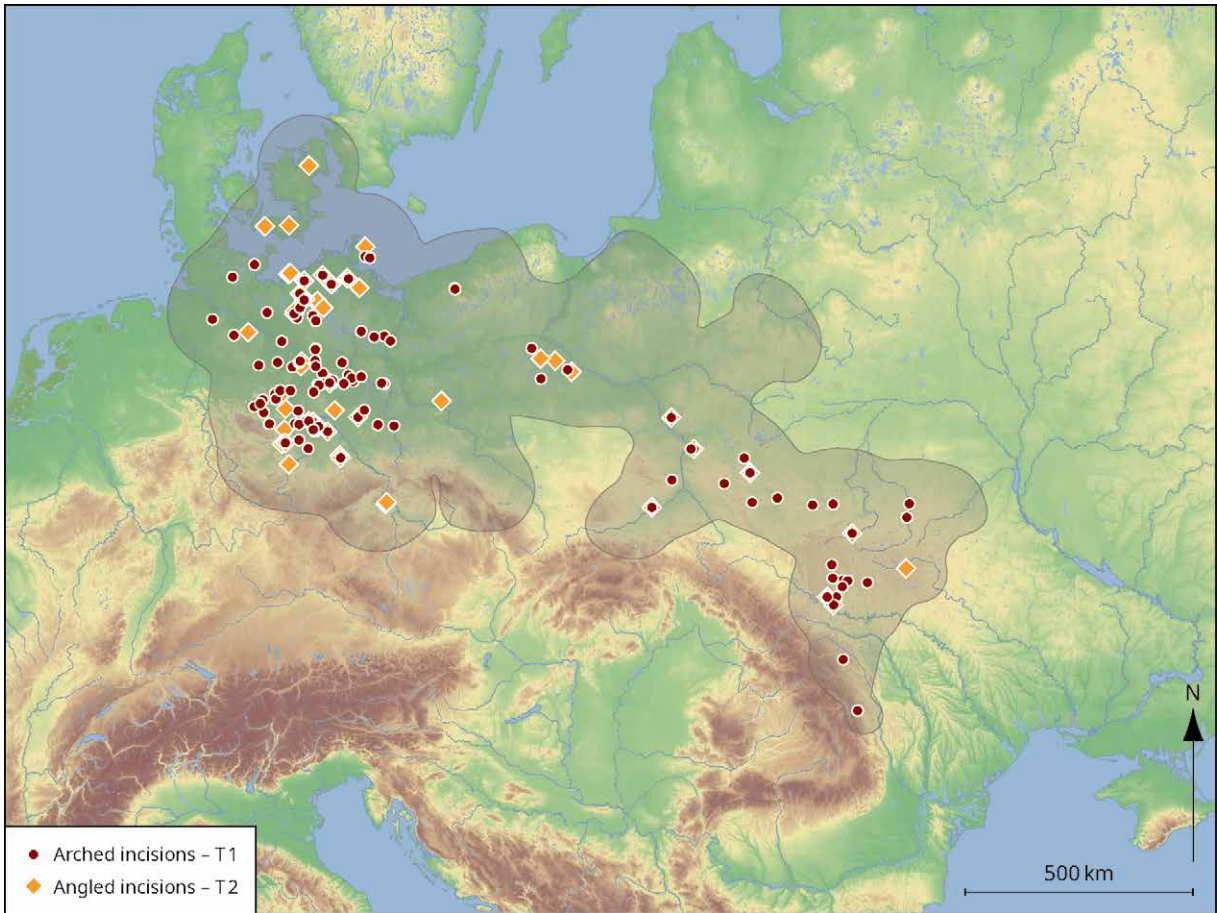 N
500 km
Arched incisions – T1
Angled incisions – T2